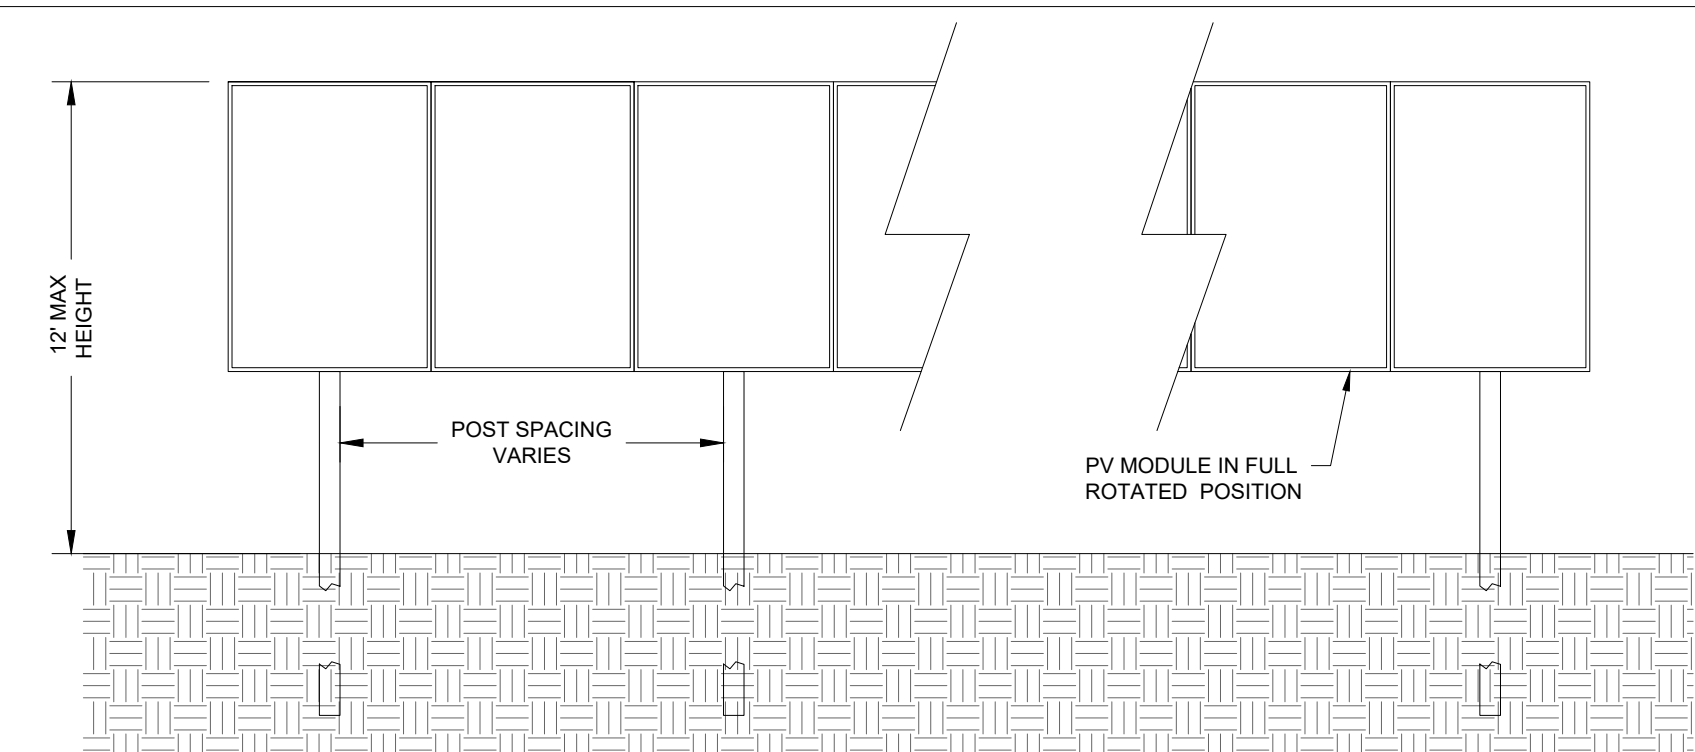 12' MAX
HEIGHT
POST SPACING
VARIES
PV MODULE IN FULL
ROTATED POSITION